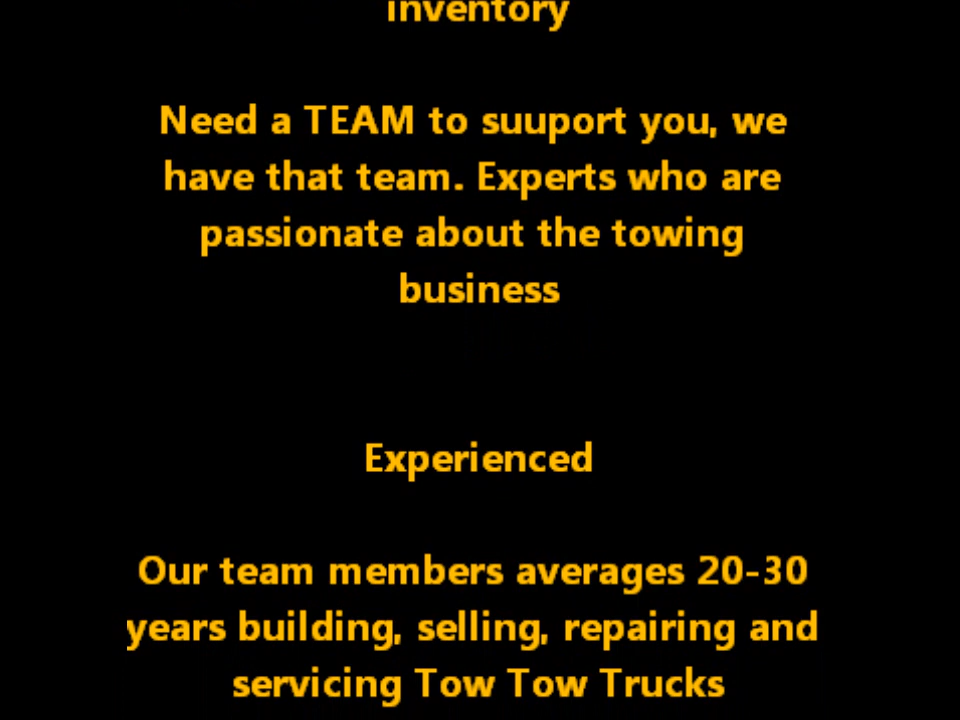 inventory
Need a TEAM to suuport you, we
have that team. Experts who are
passionate about the towing
business
Experienced
Our team members averages 20-30
years building, selling, repairing and
servicing Tow Tow Trucks